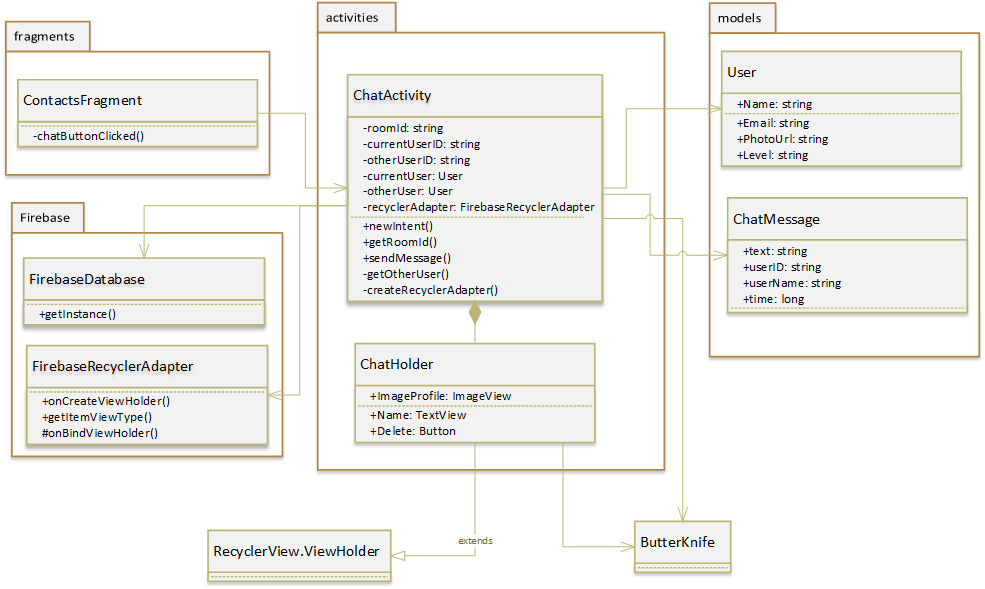 fragments
ContactsFragment
-chatButtonClicked()
Firebase
FirebaseDatabase
+getInstance()
FirebaseRecyclerAdapter
+onCreateViewHolder()
+getItemViewType()
#onBindViewHolder()
activities
ChatActivity
-roomId: string
-currentUserID: string
-otherUserID: string
-currentUser: User
-otherUser: User
-recyclerAdapter: FirebaseRecyclerAdapter
+newIntent()
+getRoomId()
+sendMessage()
-getOtherUser()
-createRecyclerAdapter()
ChatHolder
+ImageProfile: ImageView
+Name: TextView
+Delete: Button
models
User
+Name: string
+Email: string
+PhotoUrl: string
+Level: string
ChatMessage
+text: string
+userID: string
+userName: string
+time: long
RecyclerView.ViewHolder
extends
ButterKnife